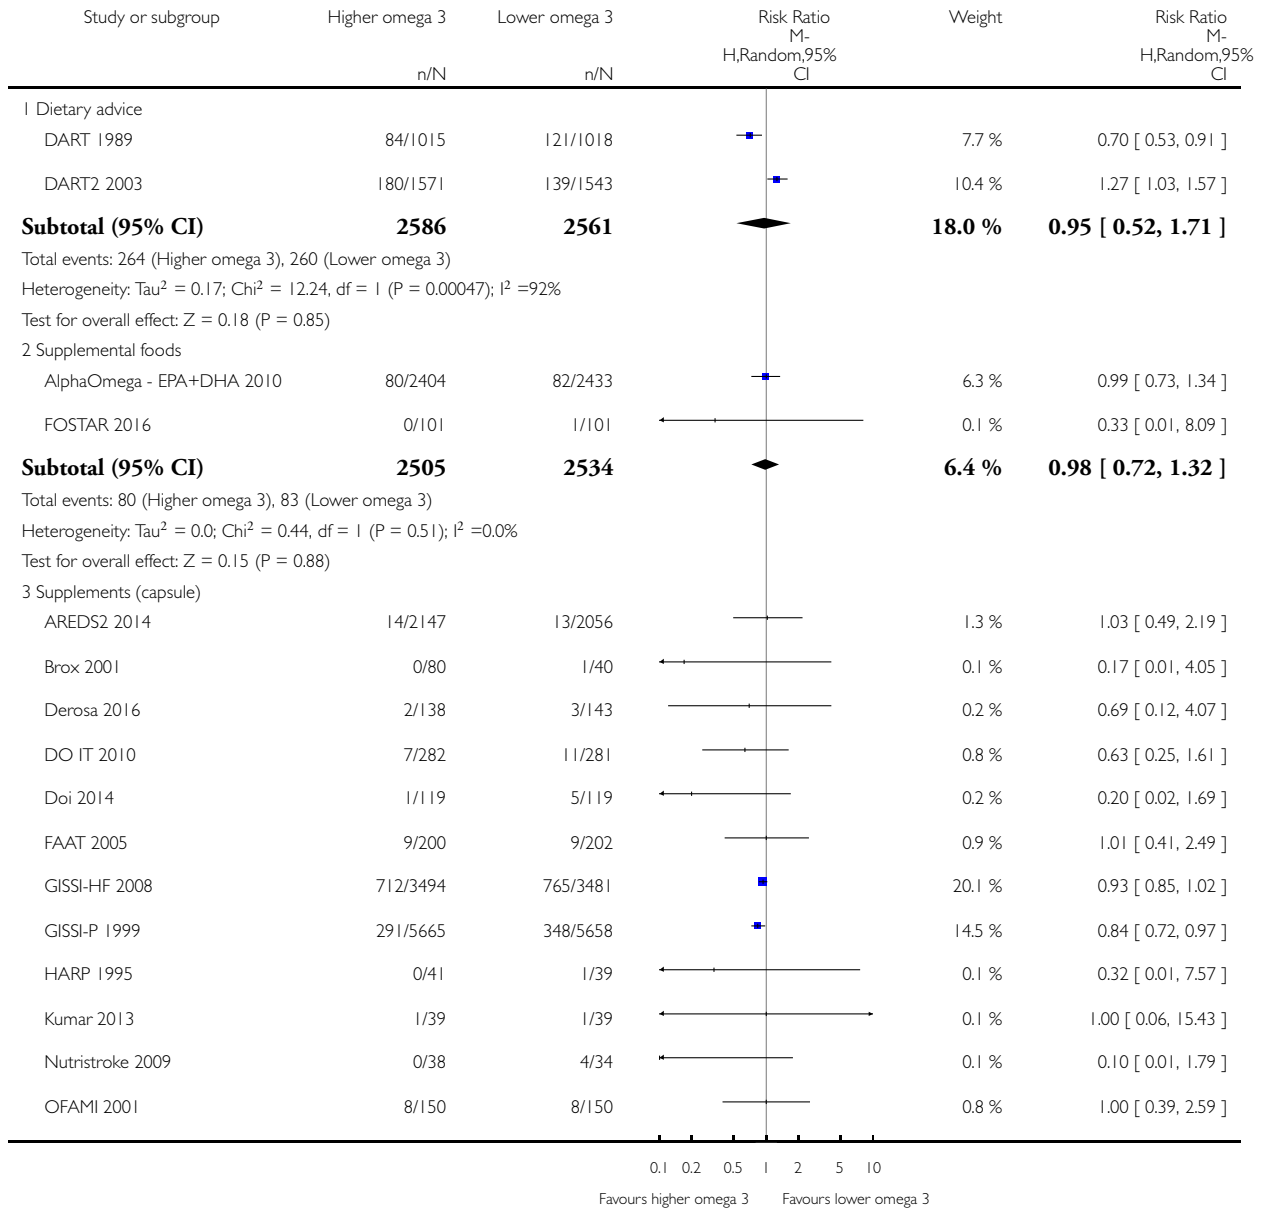 Study or subgroup Higher omega 3 Lower omega 3 Risk Ratio Weight Risk Ratio
M- M-
H,Random,95% H,Random,95%
n/N n/N CI CI
1 Dietary advice
DART 1989 84/1015 121/1018 7.7 % 0.70 [ 0.53, 0.91 ]
DART2 2003 180/1571 139/1543 10.4 % 1.27 [ 1.03, 1.57 ]
Subtotal (95% CI) 2586 2561 18.0 % 0.95 [ 0.52, 1.71 ]
Total events: 264 (Higher omega 3), 260 (Lower omega 3)
Heterogeneity: Tau² = 0.17; Chi² = 12.24, df = 1 (P = 0.00047); I² =92%
Test for overall effect: Z = 0.18 (P = 0.85)
2 Supplemental foods
AlphaOmega - EPA+DHA 2010 80/2404 82/2433 6.3 % 0.99 [ 0.73, 1.34 ]
FOSTAR 2016 0/101 1/101 0.1 % 0.33 [ 0.01, 8.09 ]
Subtotal (95% CI) 2505 2534 6.4 % 0.98 [ 0.72, 1.32 ]
Total events: 80 (Higher omega 3), 83 (Lower omega 3)
Heterogeneity: Tau² = 0.0; Chi² = 0.44, df = 1 (P = 0.51); I² =0.0%
Test for overall effect: Z = 0.15 (P = 0.88)
3 Supplements (capsule)
AREDS2 2014 14/2147 13/2056 1.3 % 1.03 [ 0.49, 2.19 ]
Brox 2001 0/80 1/40 0.1 % 0.17 [ 0.01, 4.05 ]
Derosa 2016 2/138 3/143 0.2 % 0.69 [ 0.12, 4.07 ]
DO IT 2010 7/282 11/281 0.8 % 0.63 [ 0.25, 1.61 ]
Doi 2014 1/119 5/119 0.2 % 0.20 [ 0.02, 1.69 ]
FAAT 2005 9/200 9/202 0.9 % 1.01 [ 0.41, 2.49 ]
GISSI-HF 2008 712/3494 765/3481 20.1 % 0.93 [ 0.85, 1.02 ]
GISSI-P 1999 291/5665 348/5658 14.5 % 0.84 [ 0.72, 0.97 ]
HARP 1995 0/41 1/39 0.1 % 0.32 [ 0.01, 7.57 ]
Kumar 2013 1/39 1/39 0.1 % 1.00 [ 0.06, 15.43 ]
Nutristroke 2009 0/38 4/34 0.1 % 0.10 [ 0.01, 1.79 ]
OFAMI 2001 8/150 8/150 0.8 % 1.00 [ 0.39, 2.59 ]
0.1 0.2 0.5 1 2 5 10
Favours higher omega 3 Favours lower omega 3